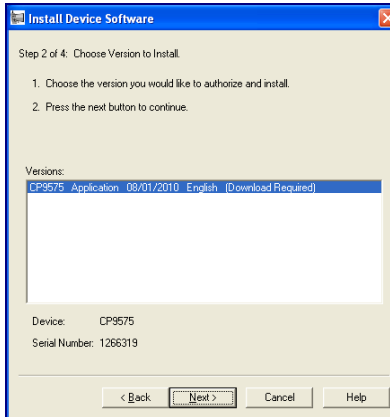 Install Device Software
Step 2 of 4: Choose Version to Install.
1. Choose the version you would like to authorize and install.
2. Press the next button to continue.
Versions:
CP9575 Application 08/01/2010 English (Download Required)
Device: CP9575
Serial Number: 1266319
< Back Next > Cancel Help